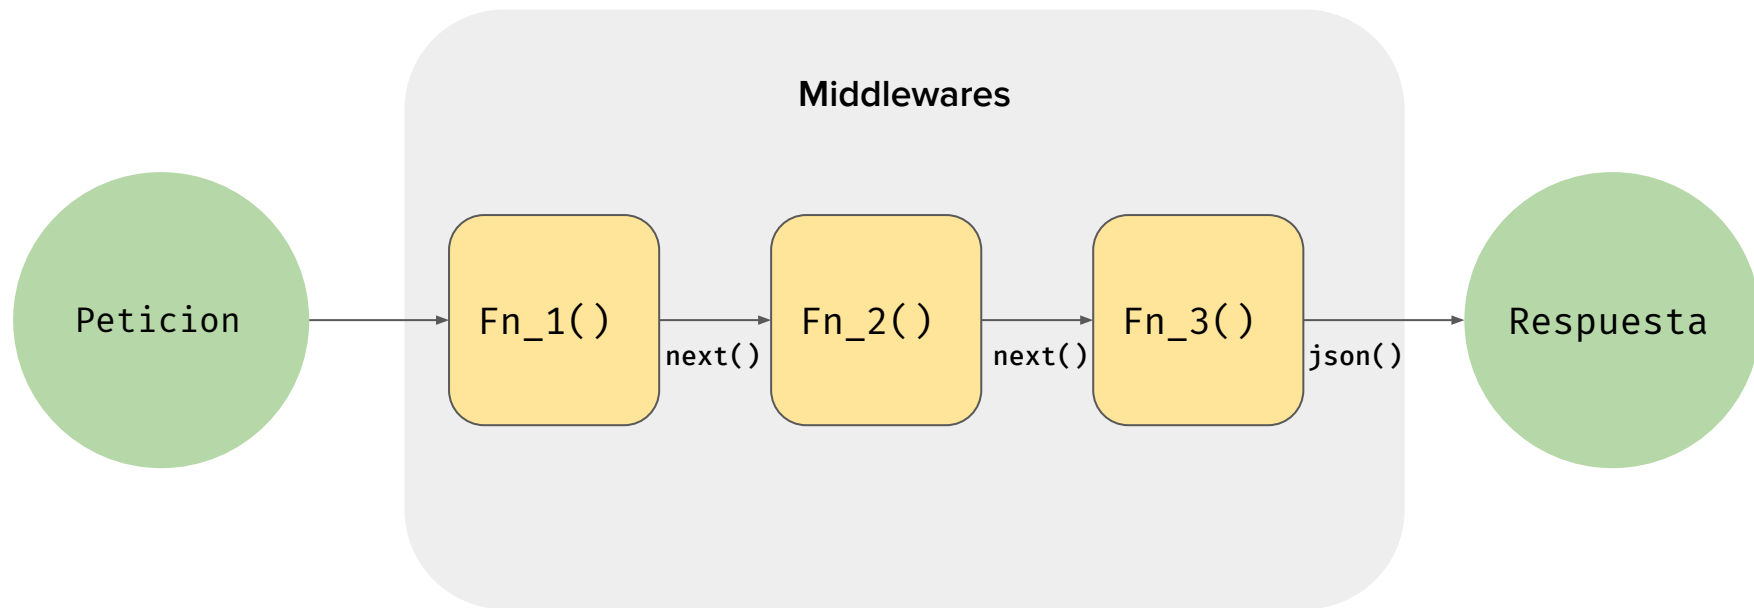 Middlewares
Peticion
Fn_1()
next()
Fn_2()
next()
Fn_3()
json()
Respuesta